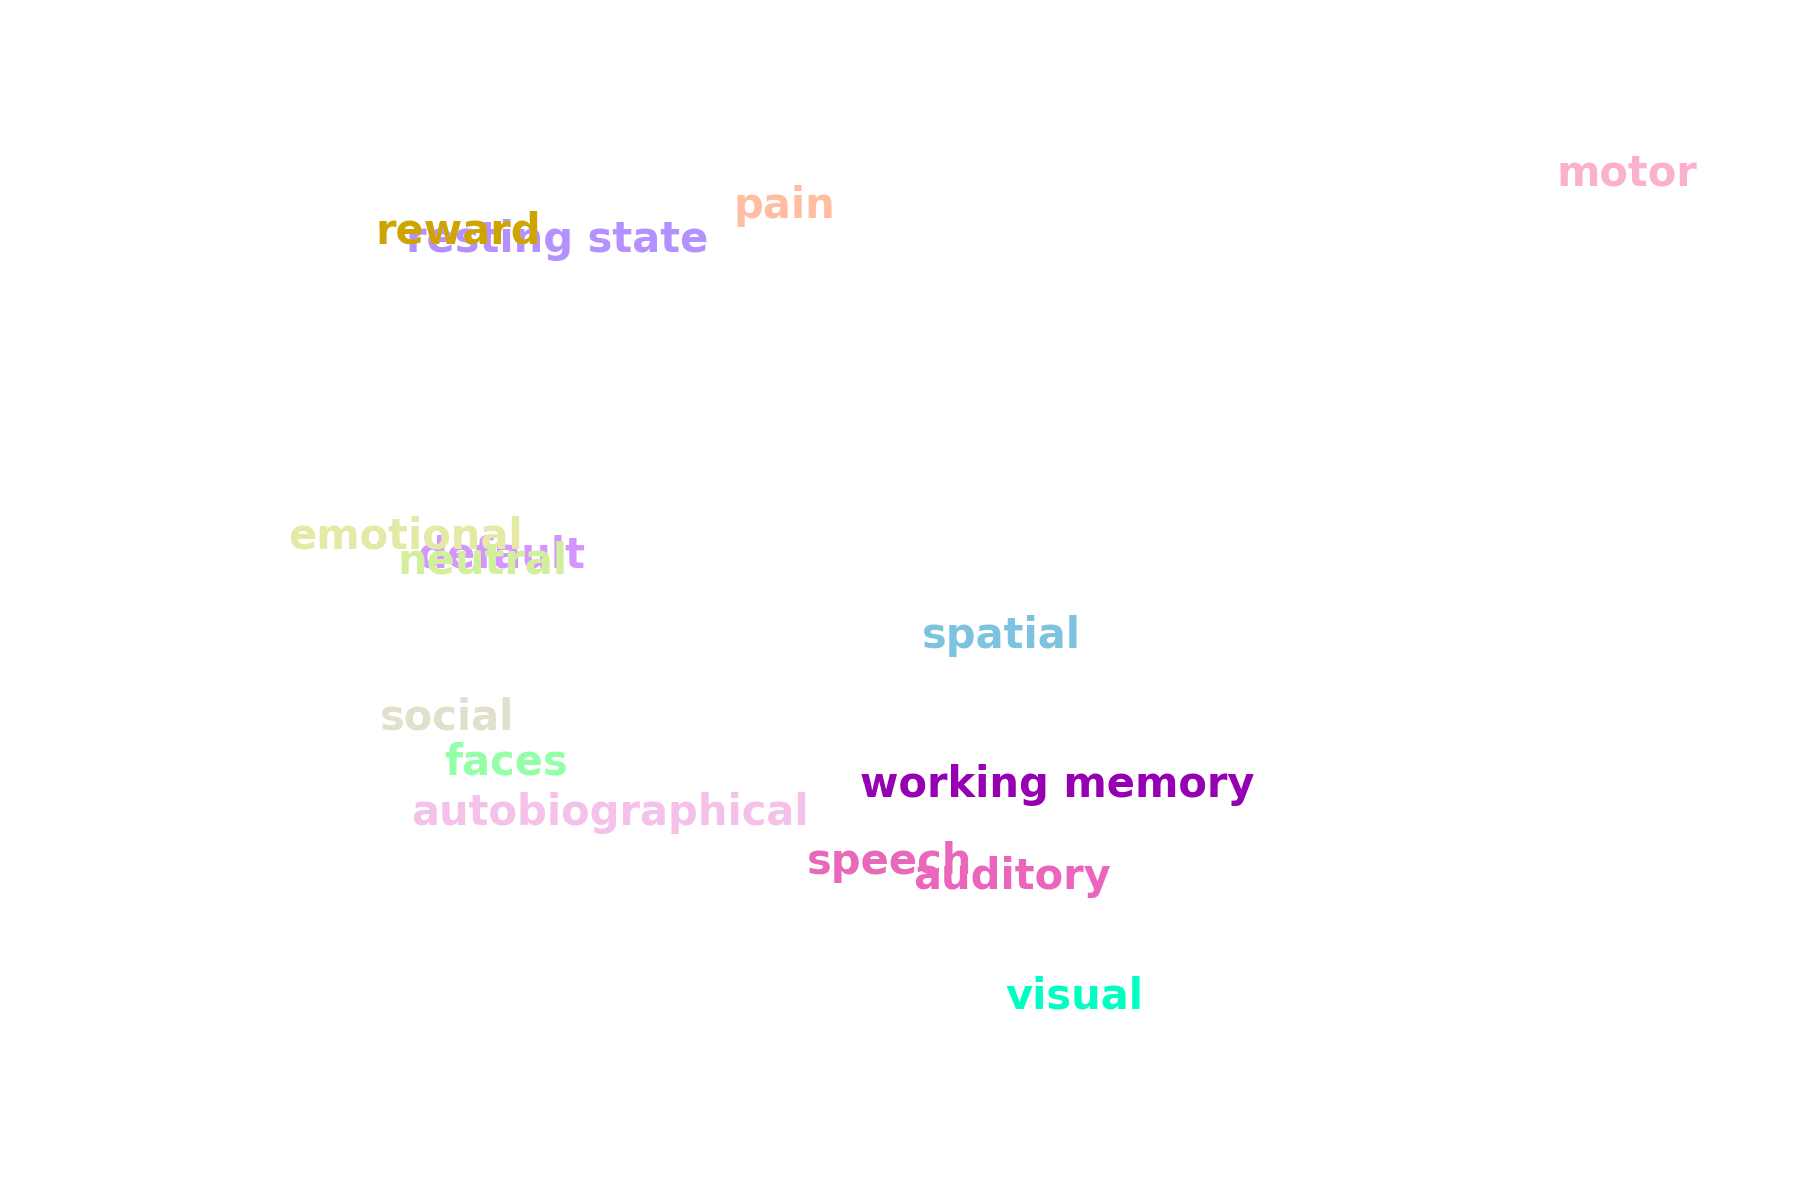 motor
pain
reward
resting state
emotional
default
neutral
spatial
social
faces
working memory
autobiographical
speech
auditory
visual